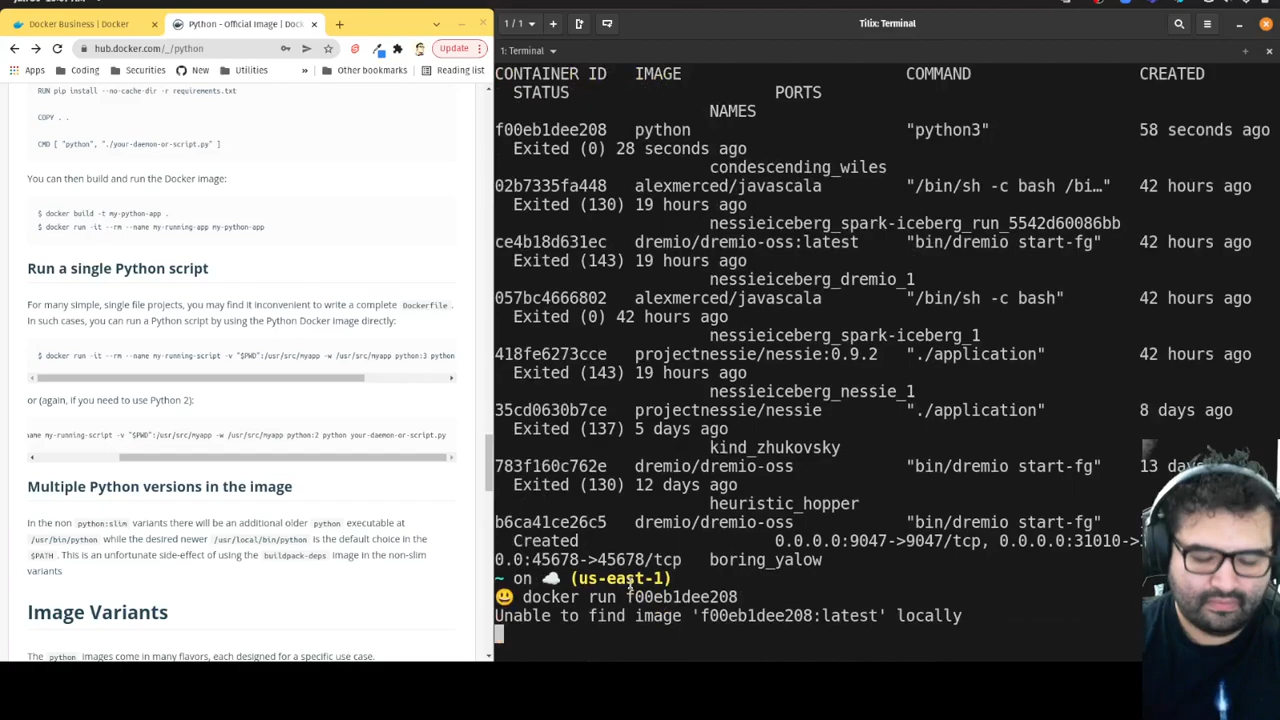 Docker Business | Docker
Python - Official Image | Dock
hub.docker.com/_/python
Update
Apps Coding Securities New Utilities » Other bookmarks Reading list
RUN pip install --no-cache-dir -r requirements.txt
COPY . .
CMD [ "python", "./your-daemon-or-script.py" ]
You can then build and run the Docker image:
$ docker build -t my-python-app .
$ docker run -it --rm --name my-running-app my-python-app
Run a single Python script
For many simple, single file projects, you may find it inconvenient to write a complete Dockerfile.
In such cases, you can run a Python script by using the Python Docker image directly:
$ docker run -it --rm --name my-running-script -v "$PWD":/usr/src/myapp -w /usr/src/myapp python:3 python
or (again, if you need to use Python 2):
name my-running-script -v "$PWD":/usr/src/myapp -w /usr/src/myapp python:2 python your-daemon-or-script.py
Multiple Python versions in the image
In the non python:slim variants there will be an additional older python executable at
/usr/bin/python while the desired newer /usr/local/bin/python is the default choice in the
$PATH. This is an unfortunate side-effect of using the buildpack-deps image in the non-slim
variants
Image Variants
The python images come in many flavors, each designed for a specific use case.
1 / 1
Tilix: Terminal
1: Terminal
CONTAINER ID IMAGE COMMAND CREATED
STATUS PORTS
NAMES
f00eb1dee208 python "python3" 58 seconds ago
Exited (0) 28 seconds ago
condescending_wiles
02b7335fa448 alexmerced/javascala "/bin/sh -c bash /bi…" 42 hours ago
Exited (130) 19 hours ago
nessieiceberg_spark-iceberg_run_5542d60086bb
ce4b18d631ec dremio/dremio-oss:latest "bin/dremio start-fg" 42 hours ago
Exited (143) 19 hours ago
nessieiceberg_dremio_1
057bc4666802 alexmerced/javascala "/bin/sh -c bash" 42 hours ago
Exited (0) 42 hours ago
nessieiceberg_spark-iceberg_1
418fe6273cce projectnessie/nessie:0.9.2 "./application" 42 hours ago
Exited (143) 19 hours ago
nessieiceberg_nessie_1
35cd0630b7ce projectnessie/nessie "./application" 8 days ago
Exited (137) 5 days ago
kind_zhukovsky
783f160c762e dremio/dremio-oss "bin/dremio start-fg" 13 days
Exited (130) 12 days ago
heuristic_hopper
b6ca41ce26c5 dremio/dremio-oss "bin/dremio start-fg"
Created 0.0.0.0:9047->9047/tcp, 0.0.0.0:31010->
0.0:45678->45678/tcp boring_yalow
~ on ☁️ (us-east-1)
😃 docker run f00eb1dee208
Unable to find image 'f00eb1dee208:latest' locally